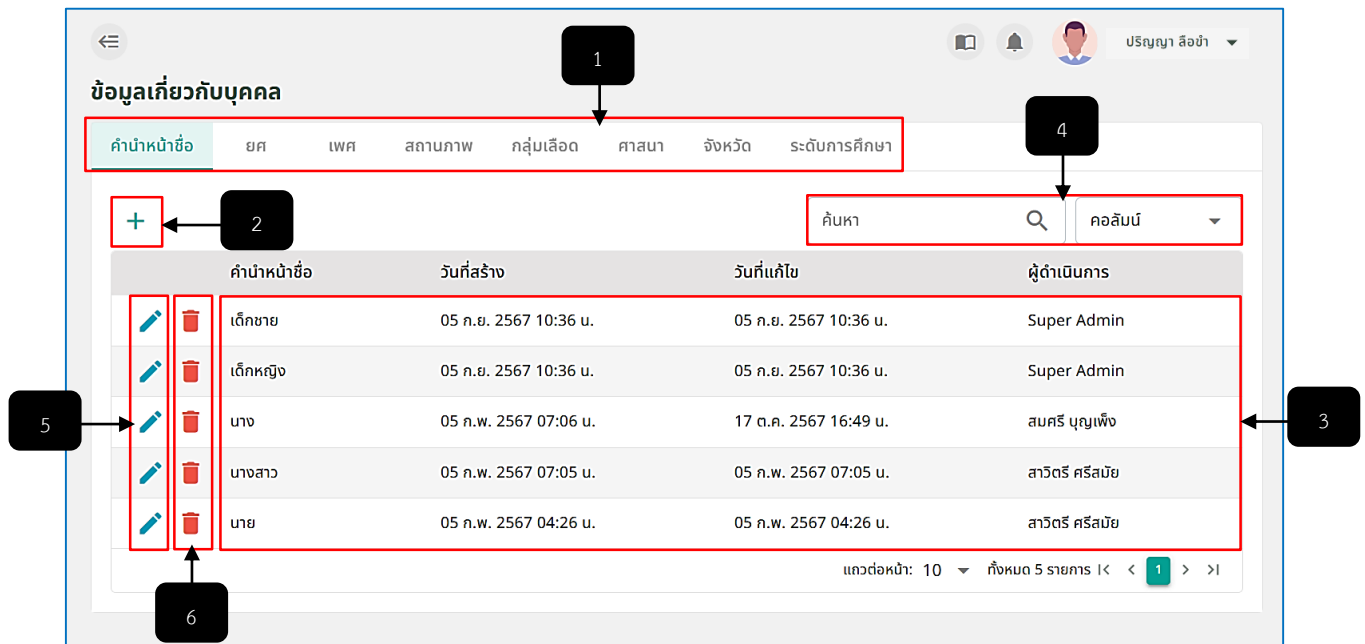 ปริญญา ลือขำ
1
ข้อมูลเกี่ยวกับบุคคล
4
คำนำหน้าชื่อ ยศ เพศ สถานภาพ กลุ่มเลือด ศาสนา จังหวัด ระดับการศึกษา
+ 2 ค้นหา คอลัมน์
คำนำหน้าชื่อ วันที่สร้าง วันที่แก้ไข ผู้ดำเนินการ
เด็กชาย 05 ก.ย. 2567 10:36 น. 05 ก.ย. 2567 10:36 น. Super Admin
เด็กหญิง 05 ก.ย. 2567 10:36 น. 05 ก.ย. 2567 10:36 น. Super Admin
5 นาง 05 ก.พ. 2567 07:06 น. 17 ต.ค. 2567 16:49 น. สมศรี บุญเพ็ง 3
นางสาว 05 ก.พ. 2567 07:05 น. 05 ก.พ. 2567 07:05 น. สาวิตรี ศรีสมัย
นาย 05 ก.พ. 2567 04:26 น. 05 ก.พ. 2567 04:26 น. สาวิตรี ศรีสมัย
แถวต่อหน้า: 10 ทั้งหมด 5 รายการ |< < 1 > >|
6